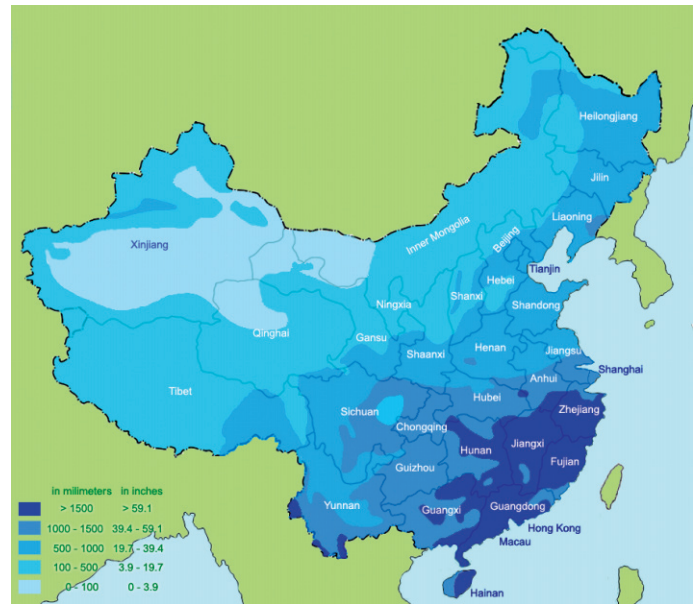 Heilongjiang
Jilin
Liaoning
Inner Mongolia
Beijing
Tianjin
Hebei
Xinjiang
Shanxi
Shandong
Ningxia
Qinghai
Gansu
Shaanxi
Henan
Jiangsu
Shanghai
Anhui
Tibet
Hubei
Sichuan
Zhejiang
Chongqing
Hunan
Jiangxi
Guizhou
Fujian
Yunnan
Guangxi
Guangdong
Hong Kong
Macau
Hainan
in milimeters in inches
> 1500 > 59.1
1000 - 1500 39.4 - 59.1
500 - 1000 19.7 - 39.4
100 - 500 3.9 - 19.7
0 - 100 0 - 3.9